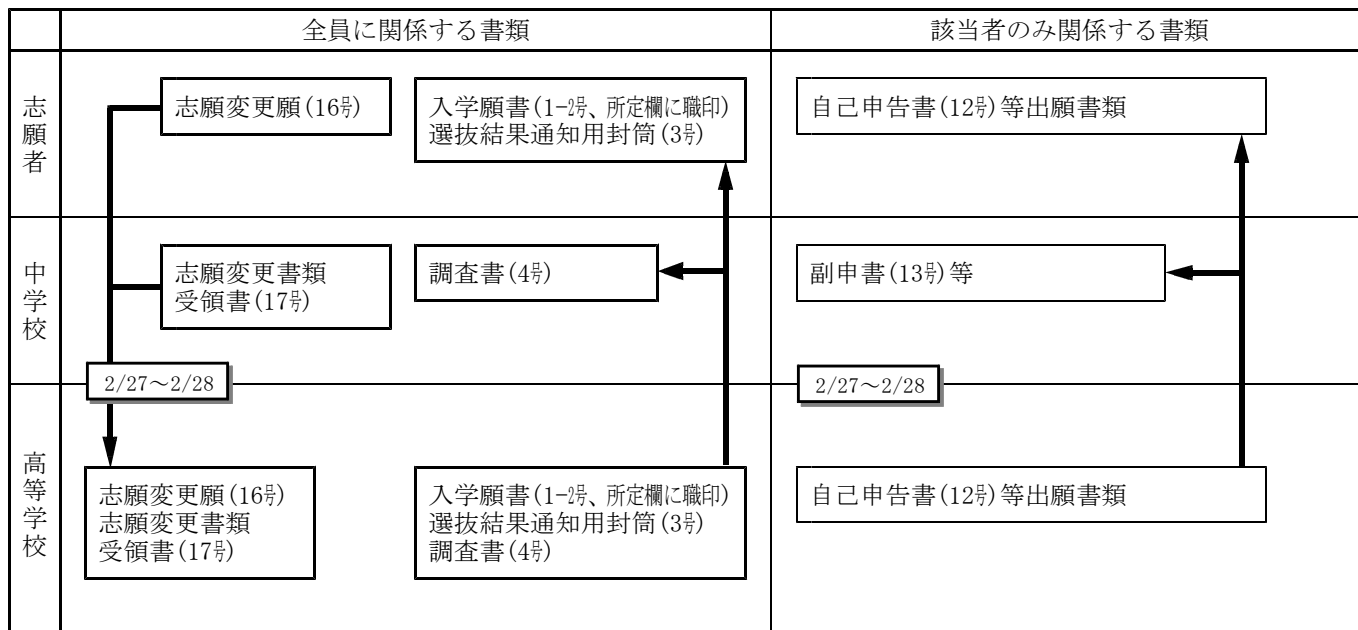 全員に関係する書類
該当者のみ関係する書類
志願者
志願変更願(16号)
入学願書(1-2号、所定欄に職印)
選抜結果通知用封筒(3号)
自己申告書(12号)等出願書類
中学校
志願変更書類
受領書(17号)
調査書(4号)
副申書(13号)等
2/27～2/28
2/27～2/28
高等学校
志願変更願(16号)
志願変更書類
受領書(17号)
入学願書(1-2号、所定欄に職印)
選抜結果通知用封筒(3号)
調査書(4号)
自己申告書(12号)等出願書類